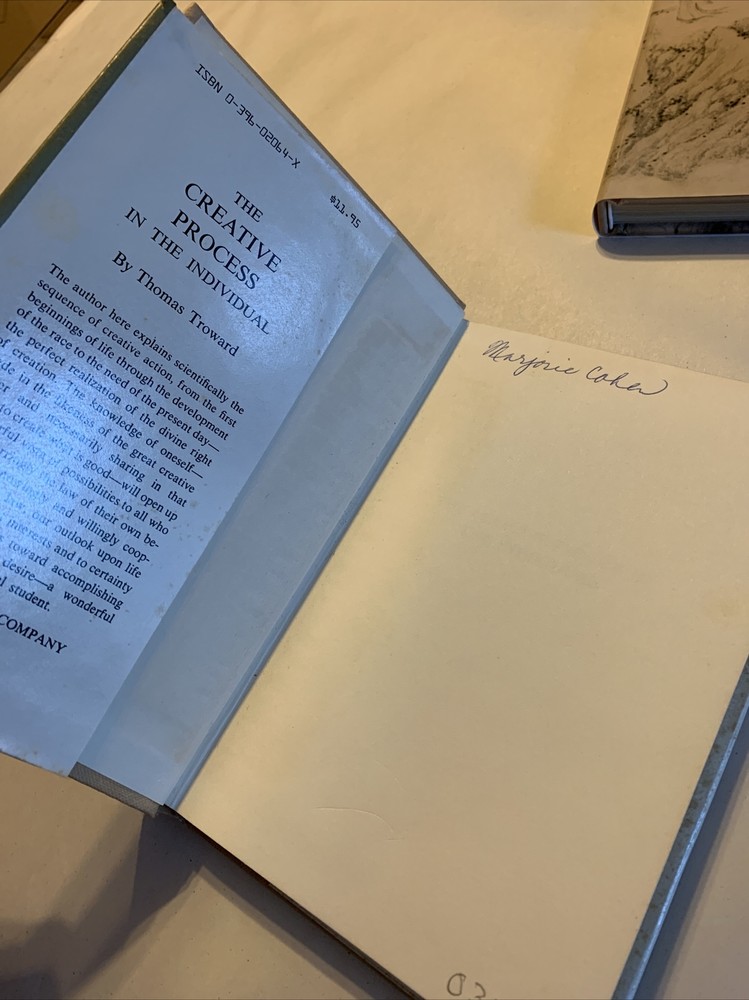 ISBN 0-396-02064-X
$11.95
THE
CREATIVE
PROCESS
IN THE INDIVIDUAL
By Thomas Troward
The author here explains scientifically the
sequence of creative action, from the first
beginnings of life through the development
of the race to the need of the present day—
the perfect realization of the divine right
of creation. The knowledge of oneself—
in the likeness of the great creative
and necessarily sharing in that
to create what is good—will open up
possibilities to all who
the law of their own be-
and willingly coop-
our outlook upon life
interests and to certainty
toward accomplishing
desire—a wonderful
student.
COMPANY
Marjorie Cohen